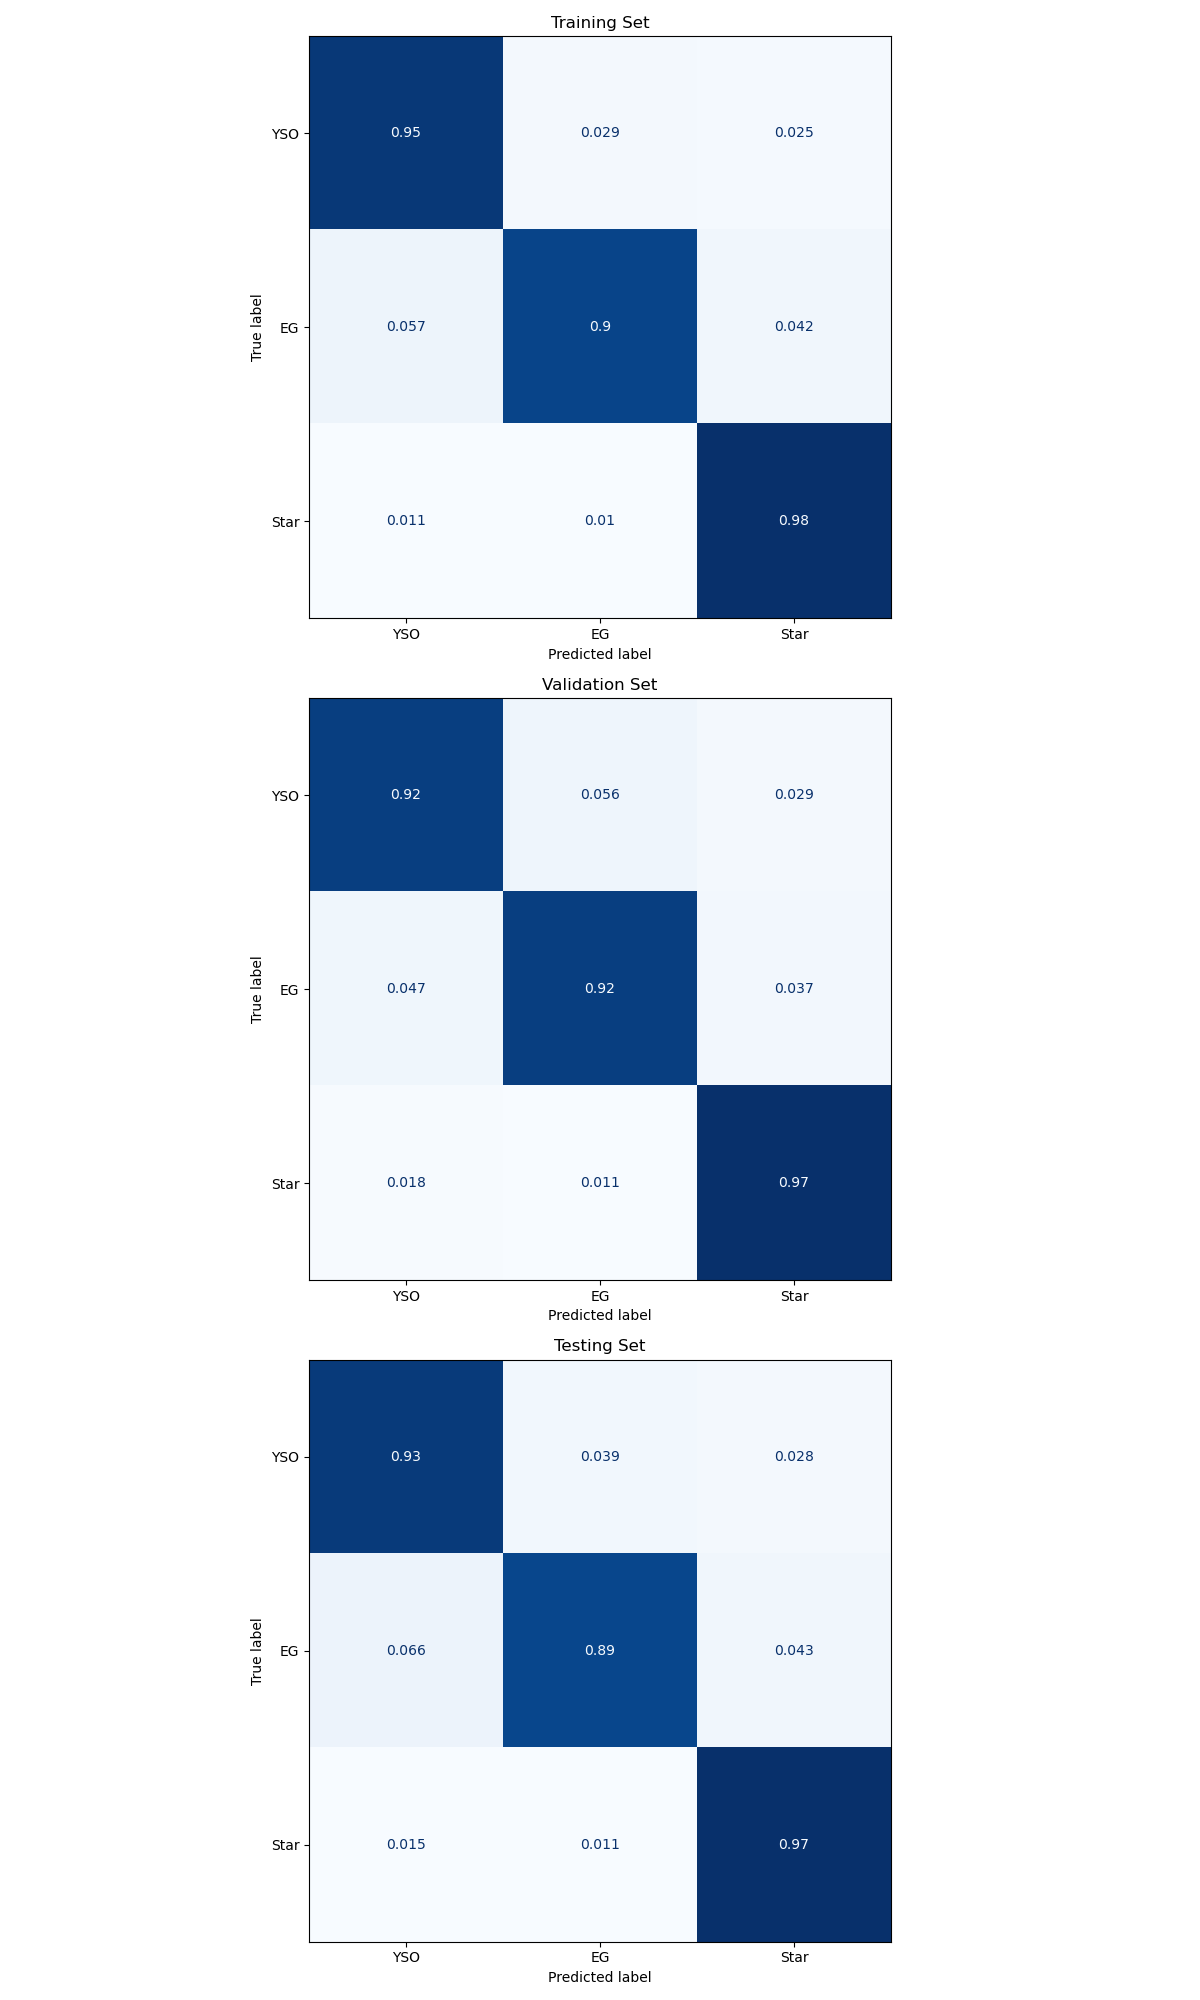 Training Set
YSO 0.95 0.029 0.025
True label
EG 0.057 0.9 0.042
Star 0.011 0.01 0.98
YSO EG Star
Predicted label
Validation Set
YSO 0.92 0.056 0.029
True label
EG 0.047 0.92 0.037
Star 0.018 0.011 0.97
YSO EG Star
Predicted label
Testing Set
YSO 0.93 0.039 0.028
True label
EG 0.066 0.89 0.043
Star 0.015 0.011 0.97
YSO EG Star
Predicted label